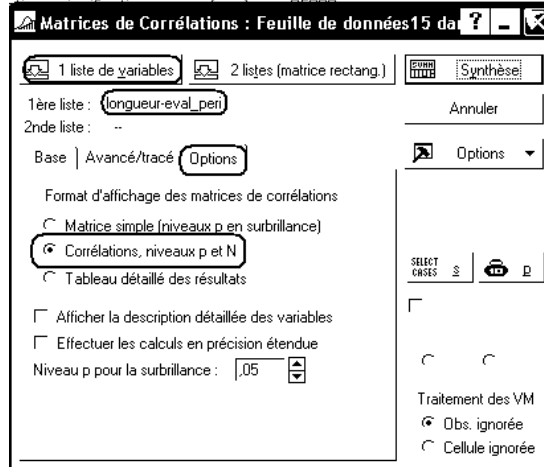 Matrices de Corrélations : Feuille de données15 da
1 liste de variables
2 listes (matrice rectang.)
Synthèse
1ère liste : longueur-eval_peri
Annuler
2nde liste : --
Base
Avancé/tracé
Options
Options
Format d'affichage des matrices de corrélations
Matrice simple (niveaux p en surbrillance)
Corrélations, niveaux p et N
Tableau détaillé des résultats
SELECT CASES S
D
Afficher la description détaillée des variables
Effectuer les calculs en précision étendue
Niveau p pour la surbrillance : ,05
Traitement des VM
Obs. ignorée
Cellule ignorée